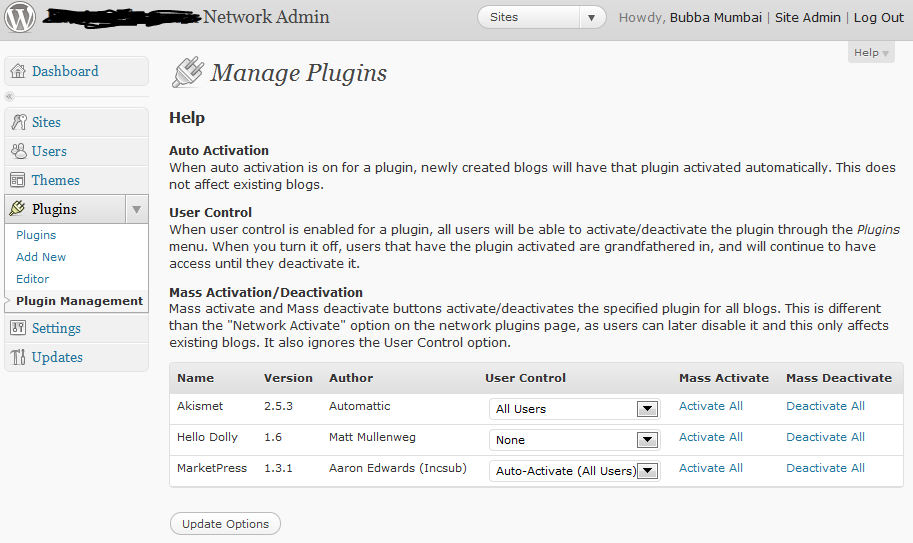 Network Admin
Sites
Howdy, Bubba Mumbai | Site Admin | Log Out
Help
Dashboard
Sites
Users
Themes
Plugins
Plugins
Add New
Editor
Plugin Management
Settings
Updates
Manage Plugins
Help
Auto Activation
When auto activation is on for a plugin, newly created blogs will have that plugin activated automatically. This does
not affect existing blogs.
User Control
When user control is enabled for a plugin, all users will be able to activate/deactivate the plugin through the Plugins
menu. When you turn it off, users that have the plugin activated are grandfathered in, and will continue to have
access until they deactivate it.
Mass Activation/Deactivation
Mass activate and Mass deactivate buttons activate/deactivates the specified plugin for all blogs. This is different
than the "Network Activate" option on the network plugins page, as users can later disable it and this only affects
existing blogs. It also ignores the User Control option.
Name Version Author User Control Mass Activate Mass Deactivate
Akismet 2.5.3 Automattic All Users Activate All Deactivate All
Hello Dolly 1.6 Matt Mullenweg None Activate All Deactivate All
MarketPress 1.3.1 Aaron Edwards (Incsub) Auto-Activate (All Users) Activate All Deactivate All
Update Options